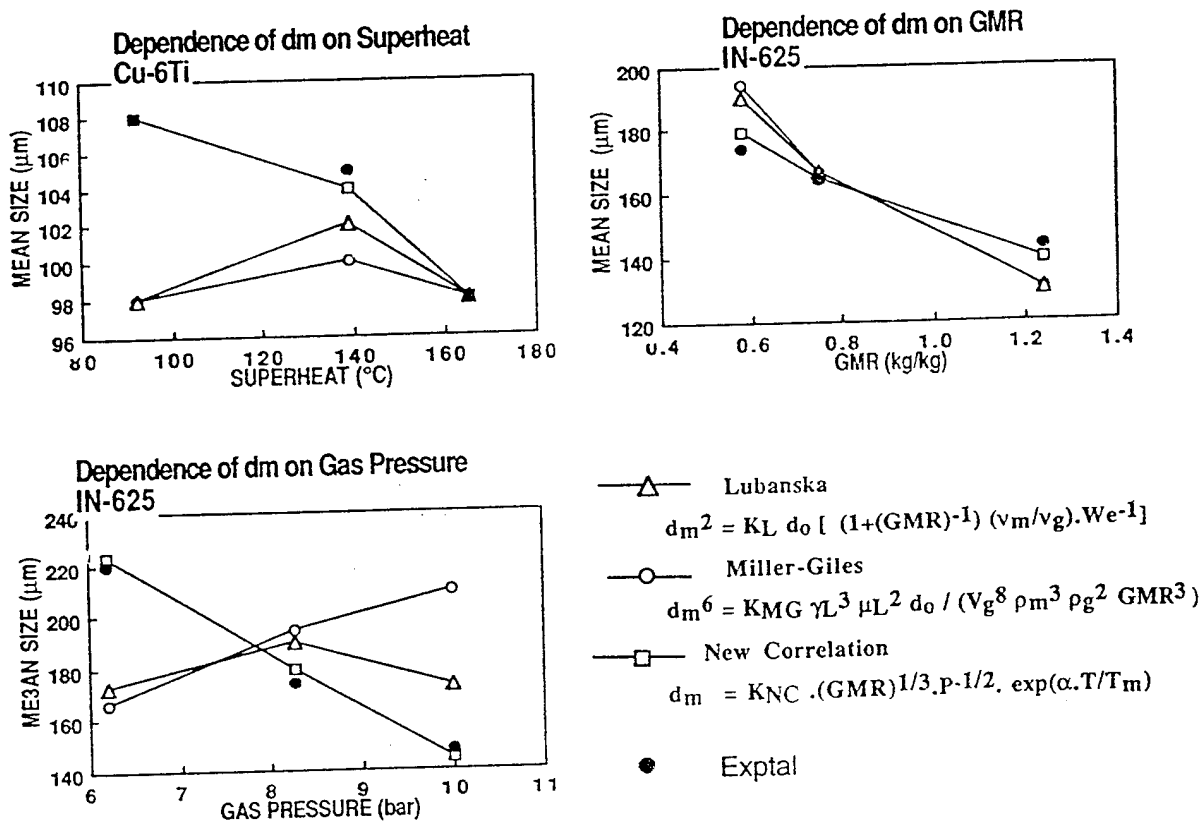 Dependence of dm on Superheat
Cu-6Ti
110
108
106
104
102
100
98
96
80
100
120
140
160
180
MEAN SIZE (µm)
SUPERHEAT (°C)
Dependence of dm on GMR
IN-625
200
180
160
140
120
0.4
0.6
0.8
1.0
1.2
1.4
MEAN SIZE (µm)
GMR (kg/kg)
Dependence of dm on Gas Pressure
IN-625
240
220
200
180
160
140
6
7
8
9
10
11
ME3AN SIZE (µm)
GAS PRESSURE (bar)
Lubanska
dm² = KL do [ (1+(GMR)⁻¹) (νm/νg).We⁻¹]
Miller-Giles
dm⁶ = KMG γL³ µL² do / (Vg⁸ ρm³ ρg² GMR³)
New Correlation
dm = KNC .(GMR)^1/3.P^-1/2. exp(α.T/Tm)
Exptal